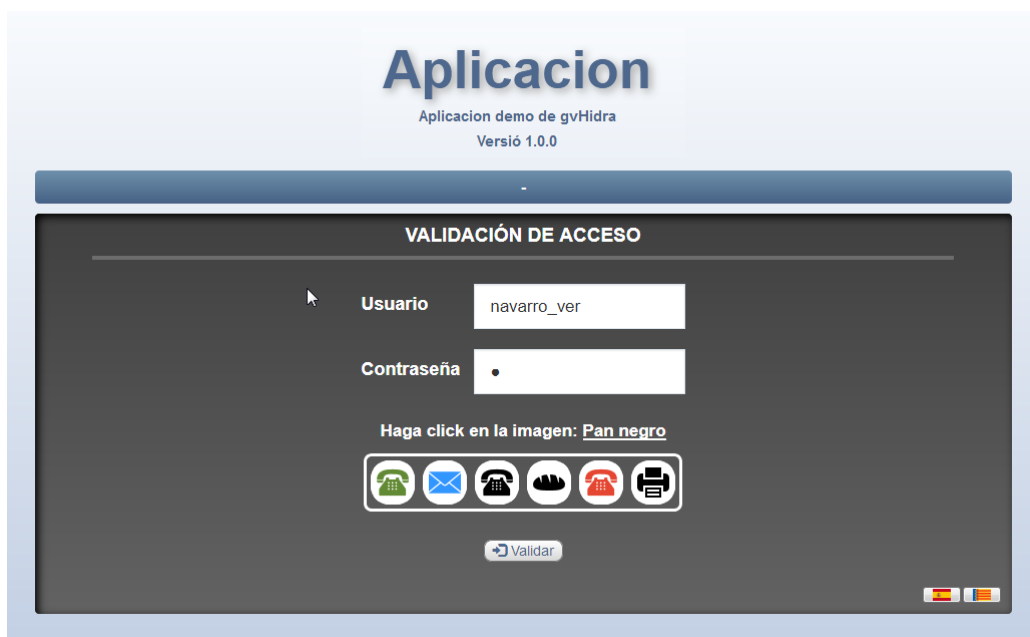 Aplicacion
Aplicacion demo de gvHidra
Versió 1.0.0
-
VALIDACIÓN DE ACCESO
Usuario navarro_ver
Contraseña •
Haga click en la imagen: Pan negro
Validar